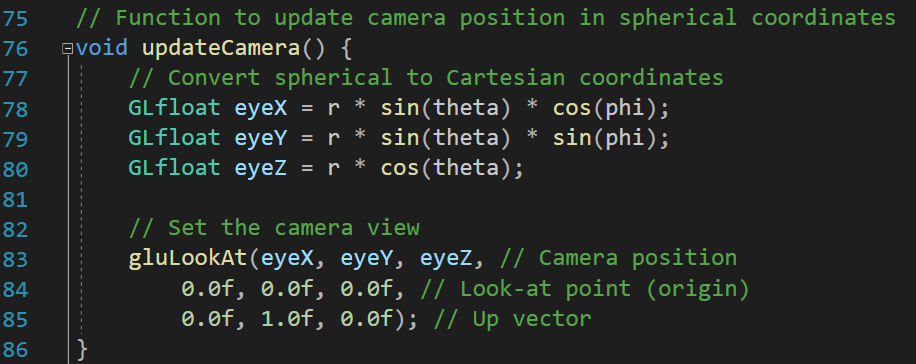 75 // Function to update camera position in spherical coordinates
76 void updateCamera() {
77 // Convert spherical to Cartesian coordinates
78 GLfloat eyeX = r * sin(theta) * cos(phi);
79 GLfloat eyeY = r * sin(theta) * sin(phi);
80 GLfloat eyeZ = r * cos(theta);
81
82 // Set the camera view
83 gluLookAt(eyeX, eyeY, eyeZ, // Camera position
84 0.0f, 0.0f, 0.0f, // Look-at point (origin)
85 0.0f, 1.0f, 0.0f); // Up vector
86 }